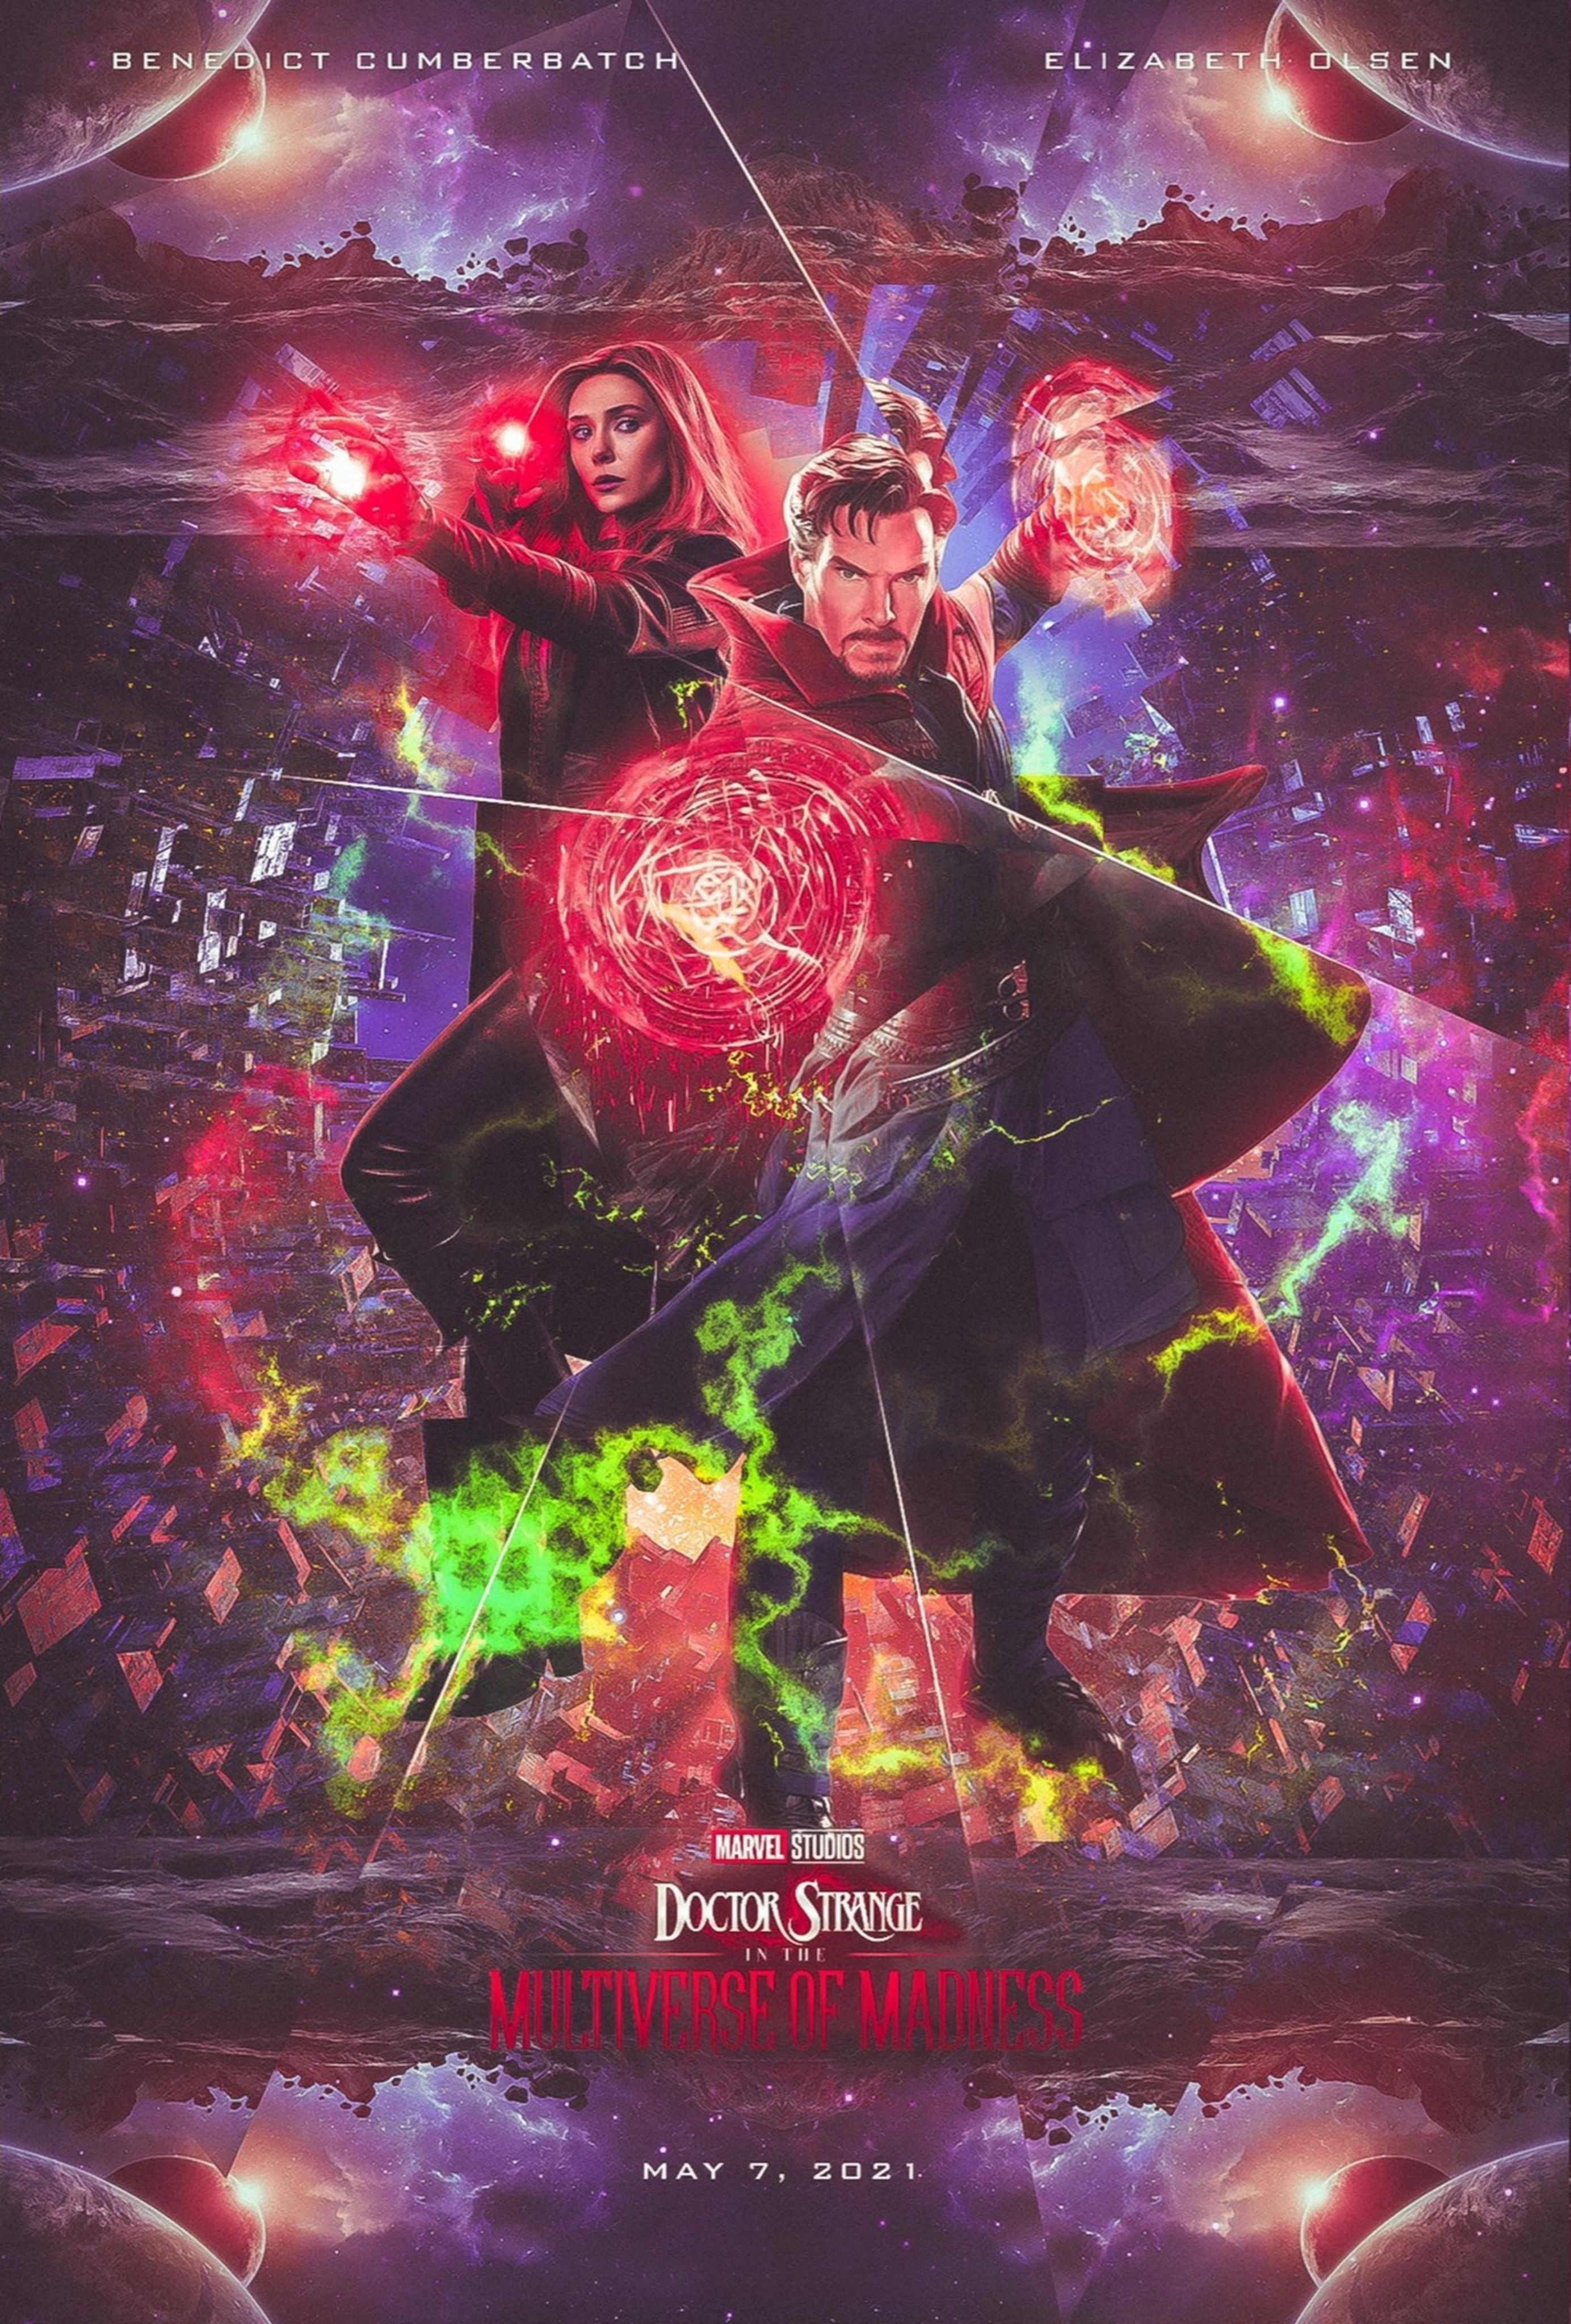 BENEDICT CUMBERBATCH
ELIZABETH OLSEN
MARVEL STUDIOS
DOCTOR STRANGE
IN THE
MULTIVERSE OF MADNESS
MAY 7, 2021